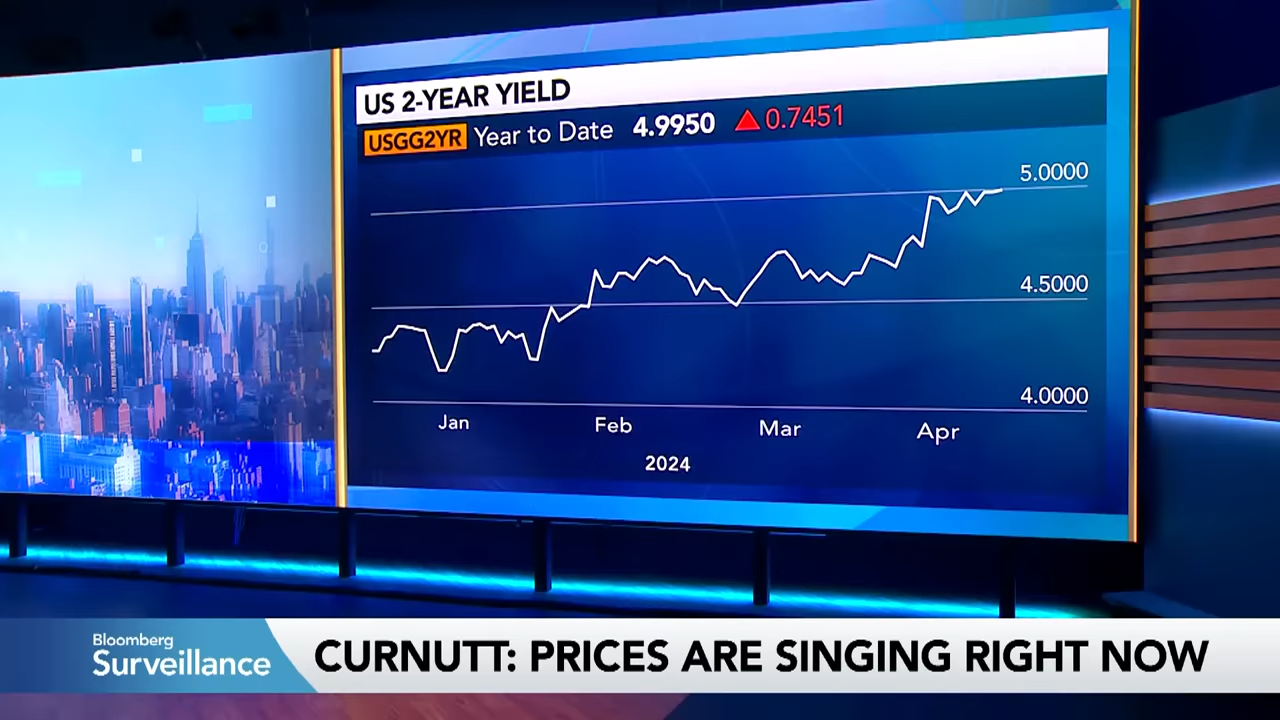 US 2-YEAR YIELD
USGG2YR Year to Date 4.9950 ▲0.7451
5.0000
4.5000
4.0000
Jan Feb Mar Apr
2024
Bloomberg
Surveillance
CURNUTT: PRICES ARE SINGING RIGHT NOW